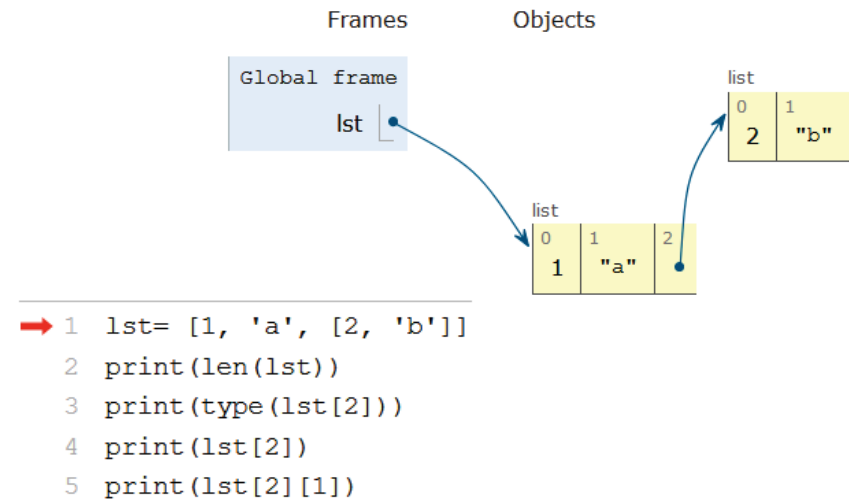 Frames Objects
Global frame
lst
list
0 1
2 "b"
list
0 1 2
1 "a"
1 lst= [1, 'a', [2, 'b']]
2 print(len(lst))
3 print(type(lst[2]))
4 print(lst[2])
5 print(lst[2][1])